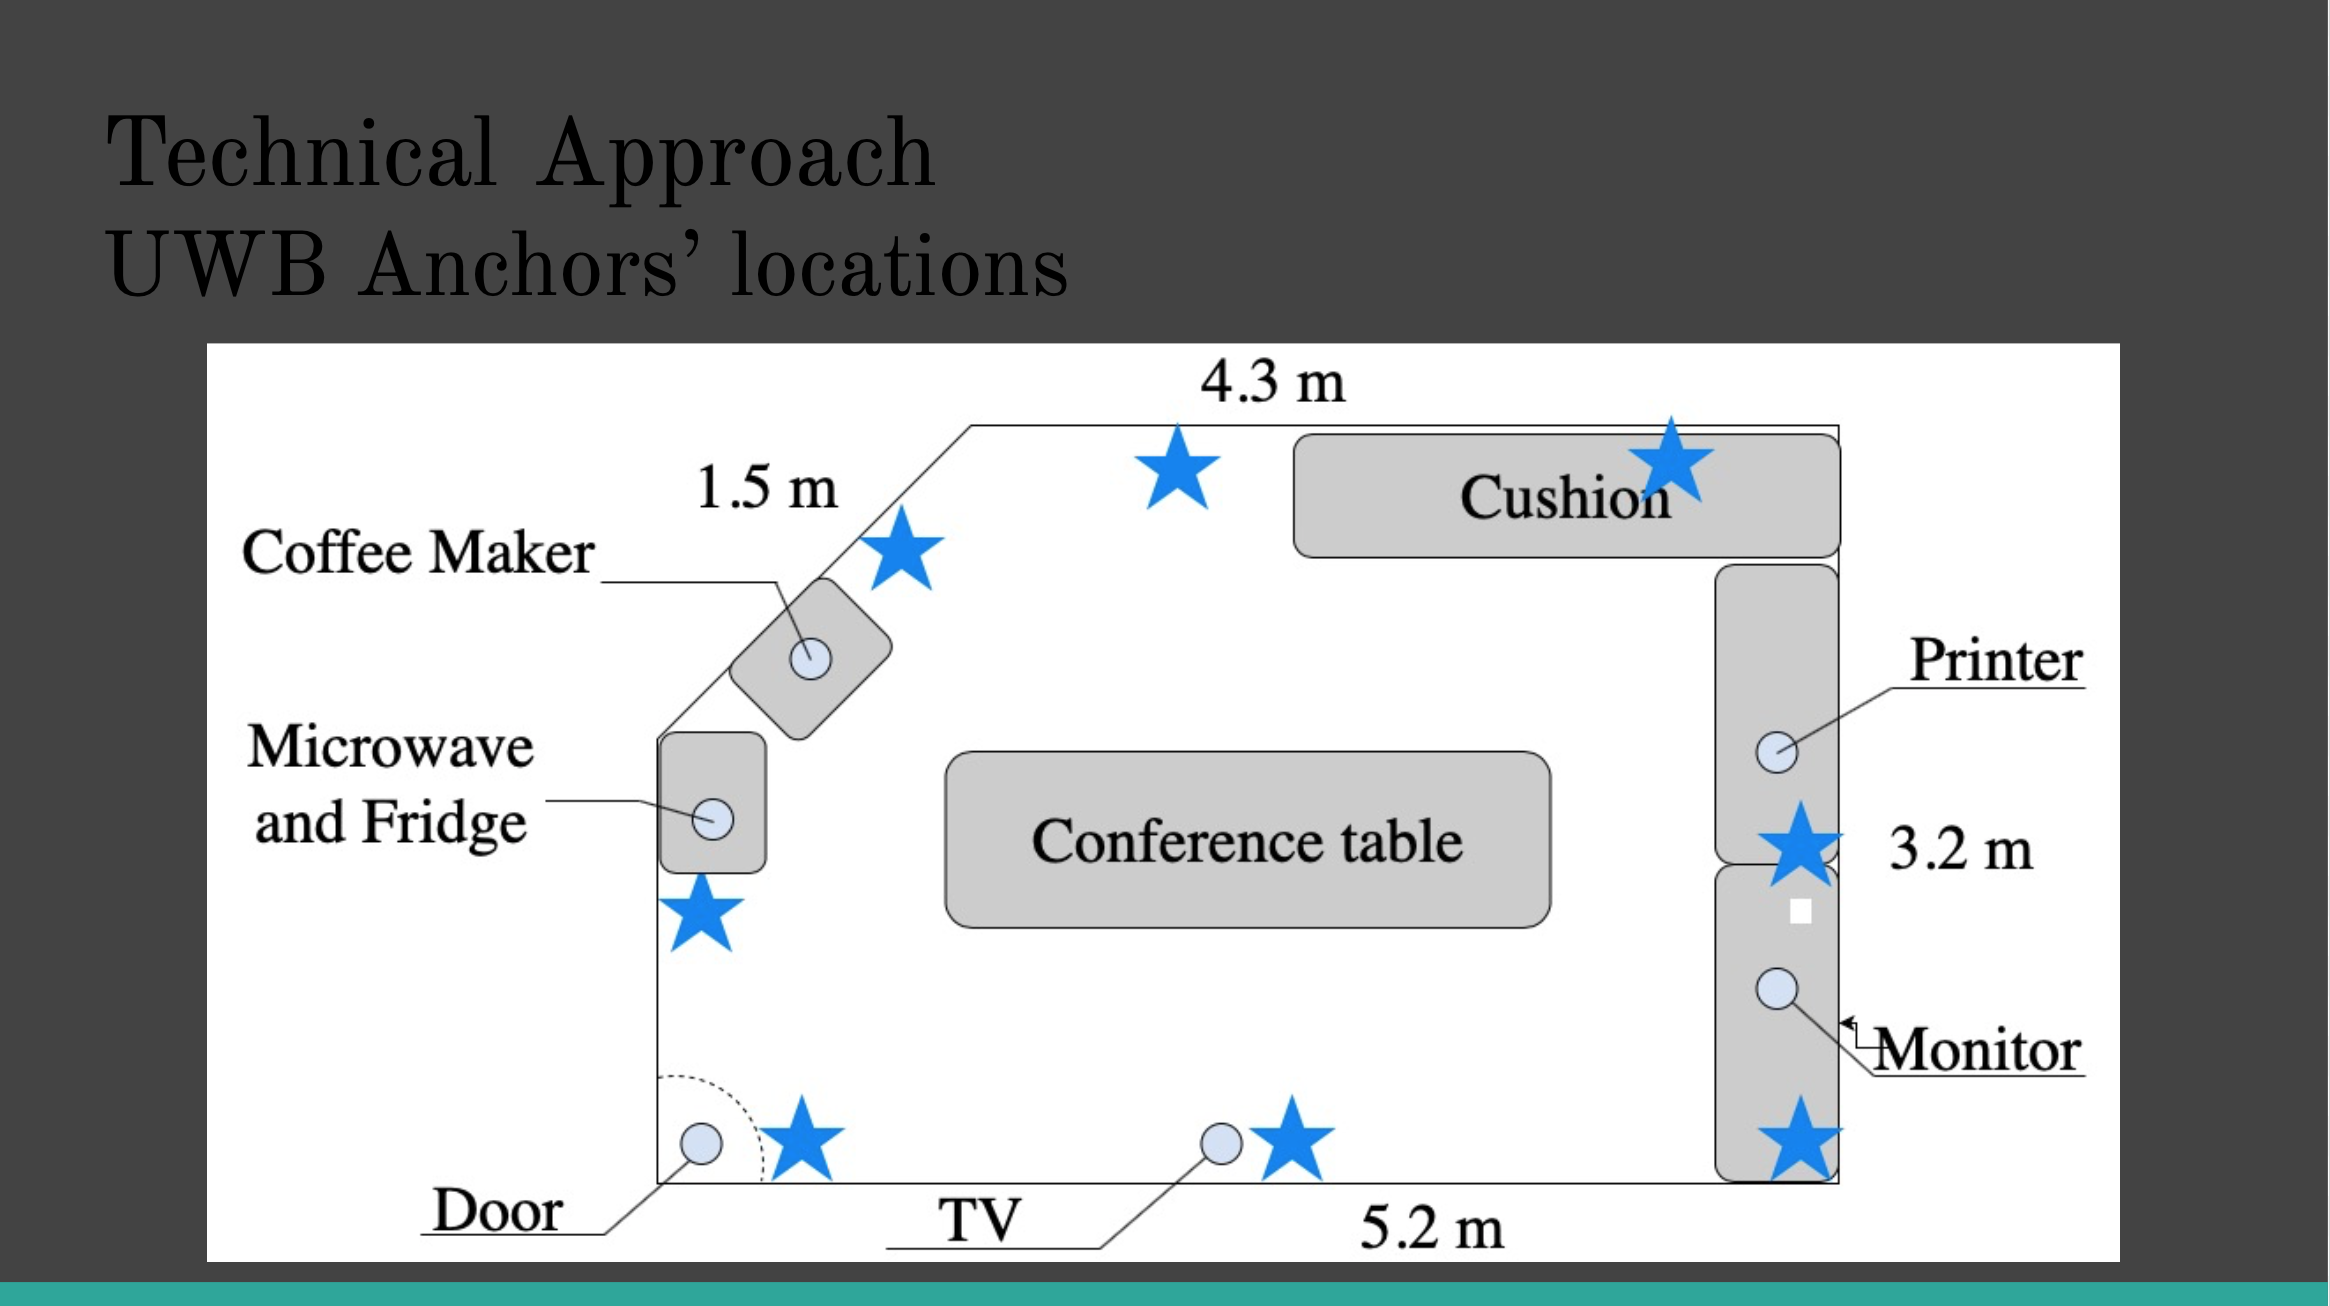 Technical Approach
UWB Anchors’ locations
4.3 m
1.5 m
Coffee Maker
Cushion
Printer
Microwave
and Fridge
Conference table
3.2 m
Monitor
Door
TV
5.2 m